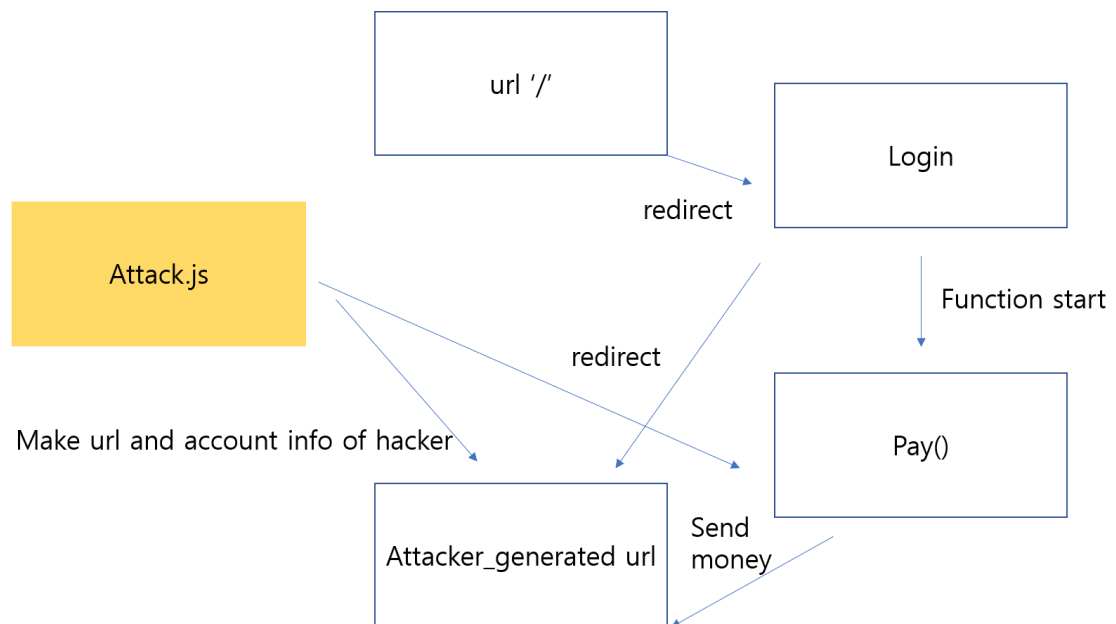 url ‘/’
Login
redirect
Attack.js
Function start
redirect
Make url and account info of hacker
Pay()
Send
money
Attacker_generated url